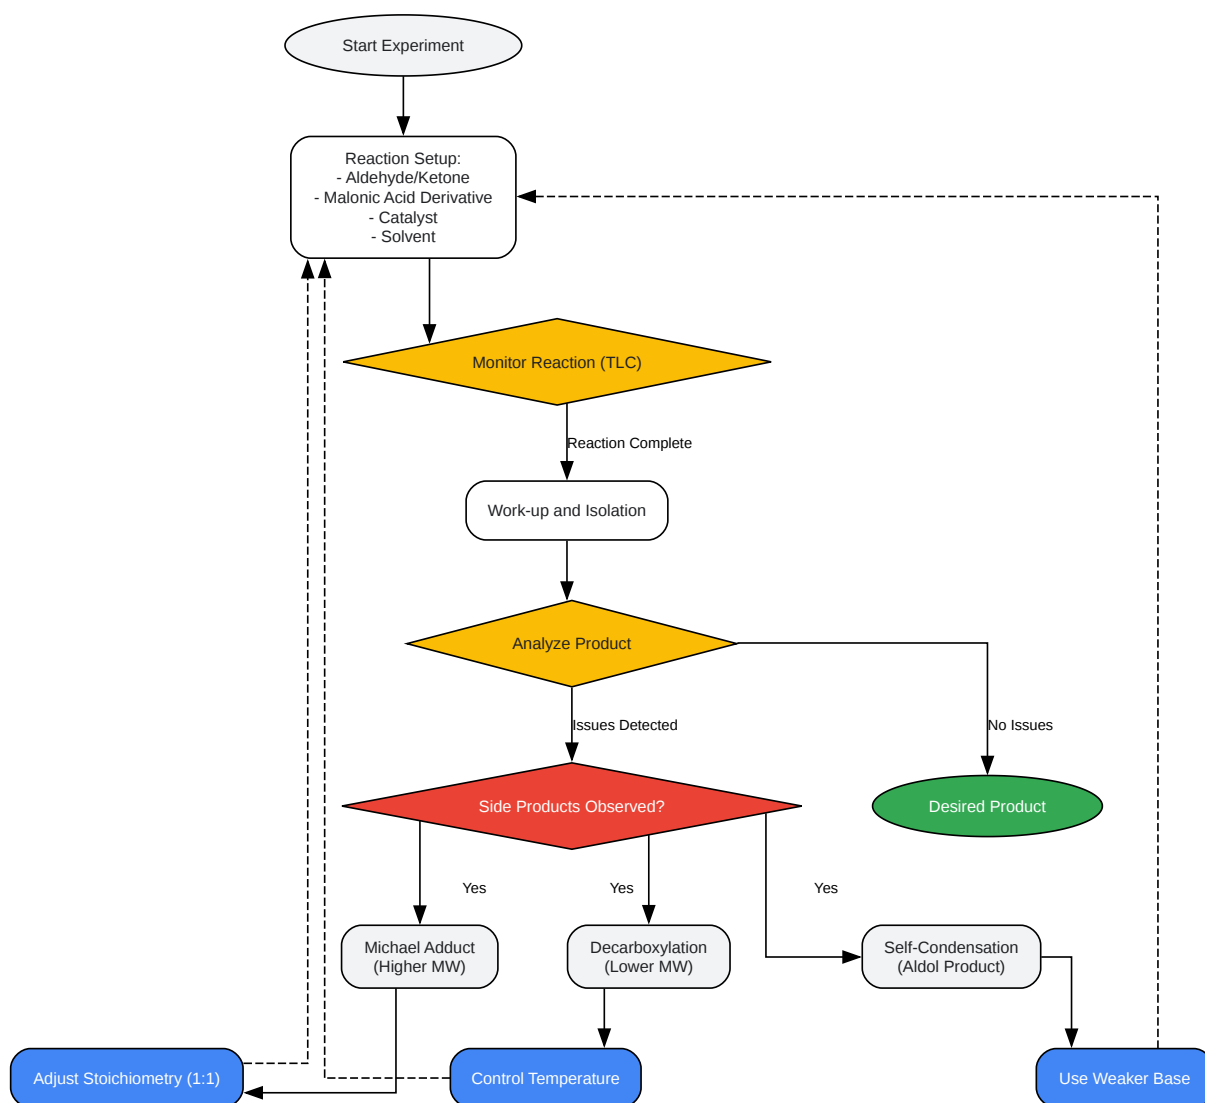 Start Experiment
Reaction Setup:
- Aldehyde/Ketone
- Malonic Acid Derivative
- Catalyst
- Solvent
Monitor Reaction (TLC)
Reaction Complete
Work-up and Isolation
Analyze Product
Issues Detected
No Issues
Side Products Observed?
Desired Product
Yes
Yes
Yes
Michael Adduct
(Higher MW)
Decarboxylation
(Lower MW)
Self-Condensation
(Aldol Product)
Adjust Stoichiometry (1:1)
Control Temperature
Use Weaker Base